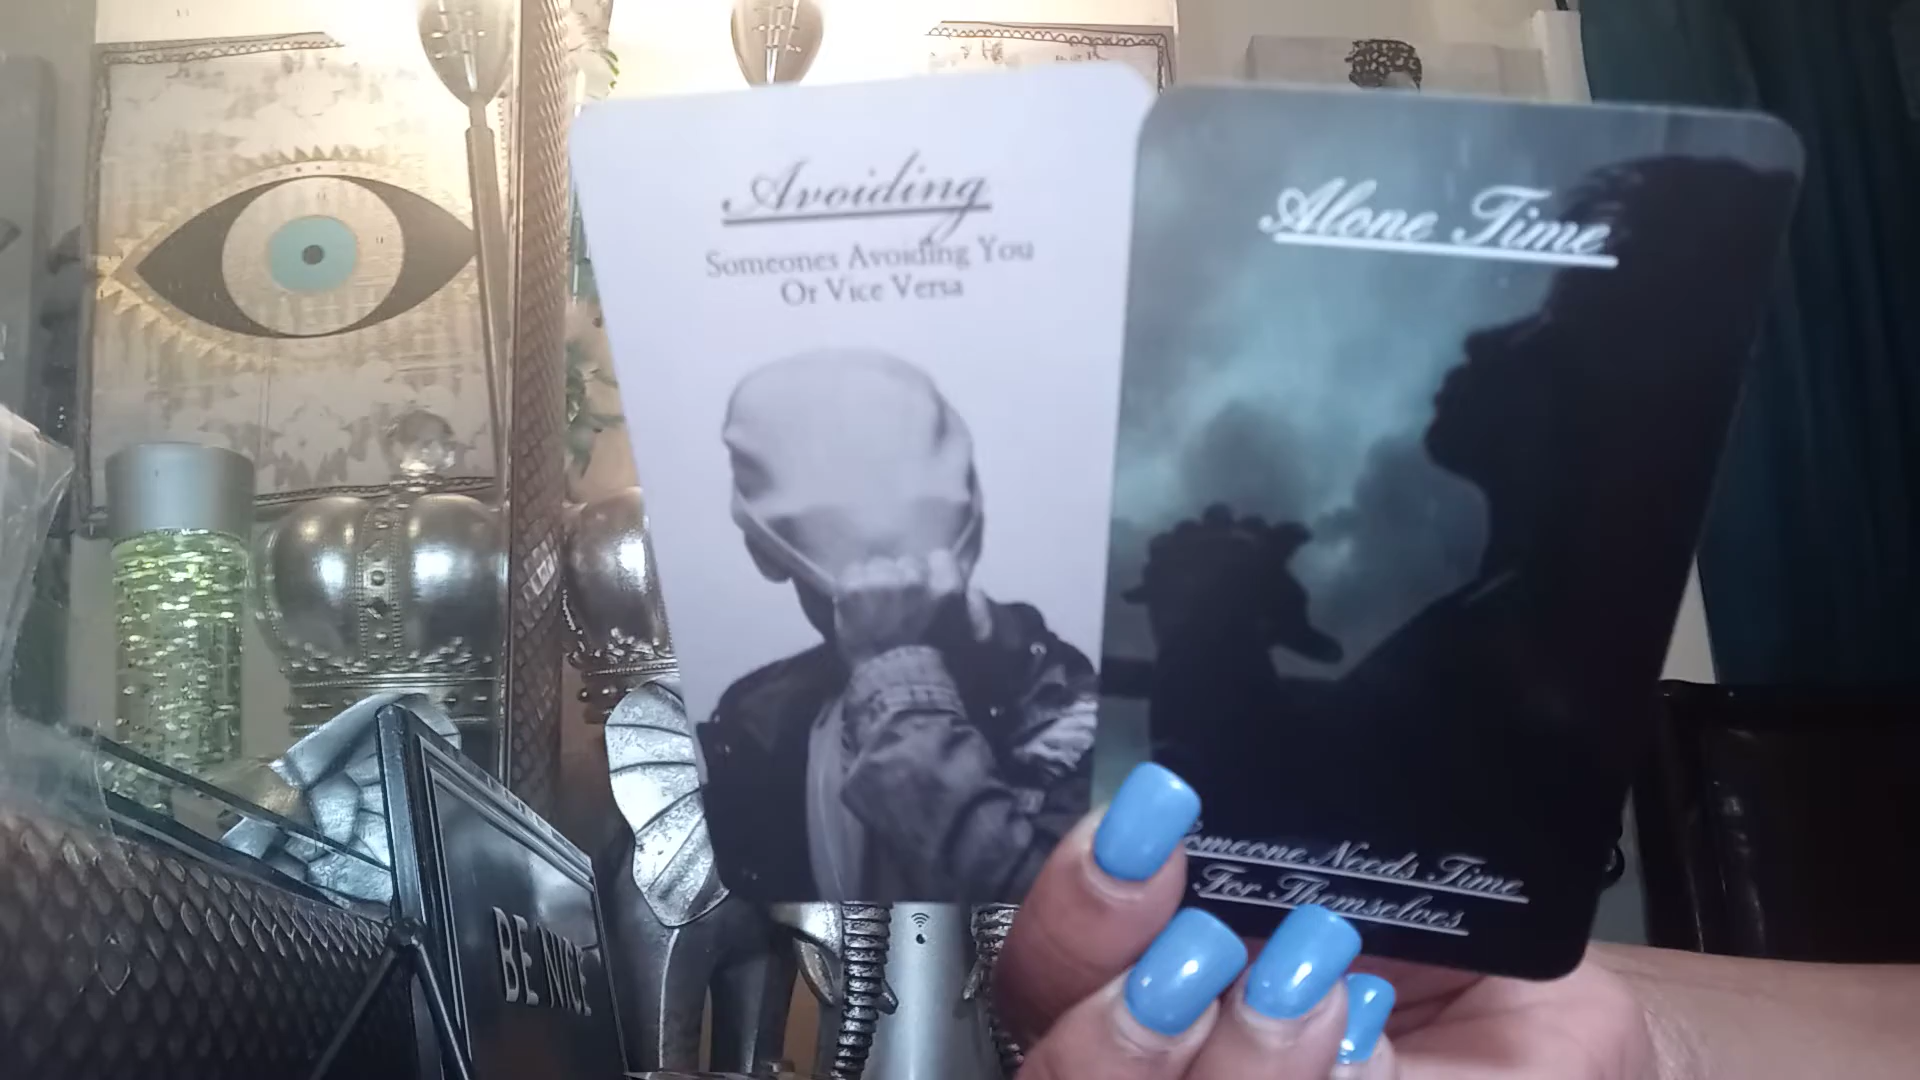 Avoiding
Someones Avoiding You
Or Vice Versa
Alone Time
Someone Needs Time
For Themselves
BE NICE